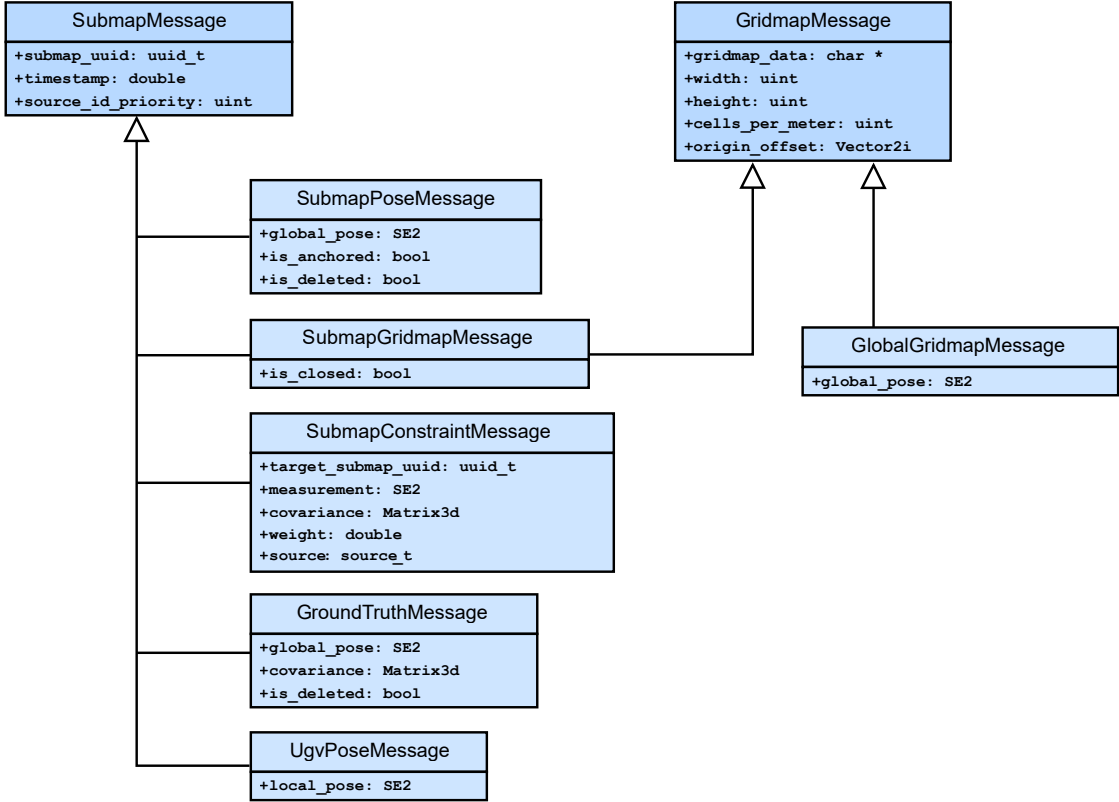 SubmapMessage
+submap_uuid: uuid_t
+timestamp: double
+source_id_priority: uint
GridmapMessage
+gridmap_data: char *
+width: uint
+height: uint
+cells_per_meter: uint
+origin_offset: Vector2i
SubmapPoseMessage
+global_pose: SE2
+is_anchored: bool
+is_deleted: bool
SubmapGridmapMessage
+is_closed: bool
GlobalGridmapMessage
+global_pose: SE2
SubmapConstraintMessage
+target_submap_uuid: uuid_t
+measurement: SE2
+covariance: Matrix3d
+weight: double
+source: source_t
GroundTruthMessage
+global_pose: SE2
+covariance: Matrix3d
+is_deleted: bool
UgvPoseMessage
+local_pose: SE2